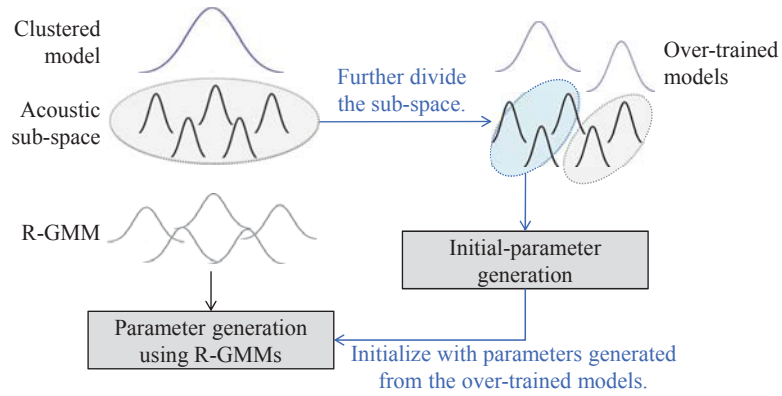 Clustered
model
Over-trained
models
Further divide
the sub-space.
Acoustic
sub-space
R-GMM
Initial-parameter
generation
Parameter generation
using R-GMMs
Initialize with parameters generated
from the over-trained models.